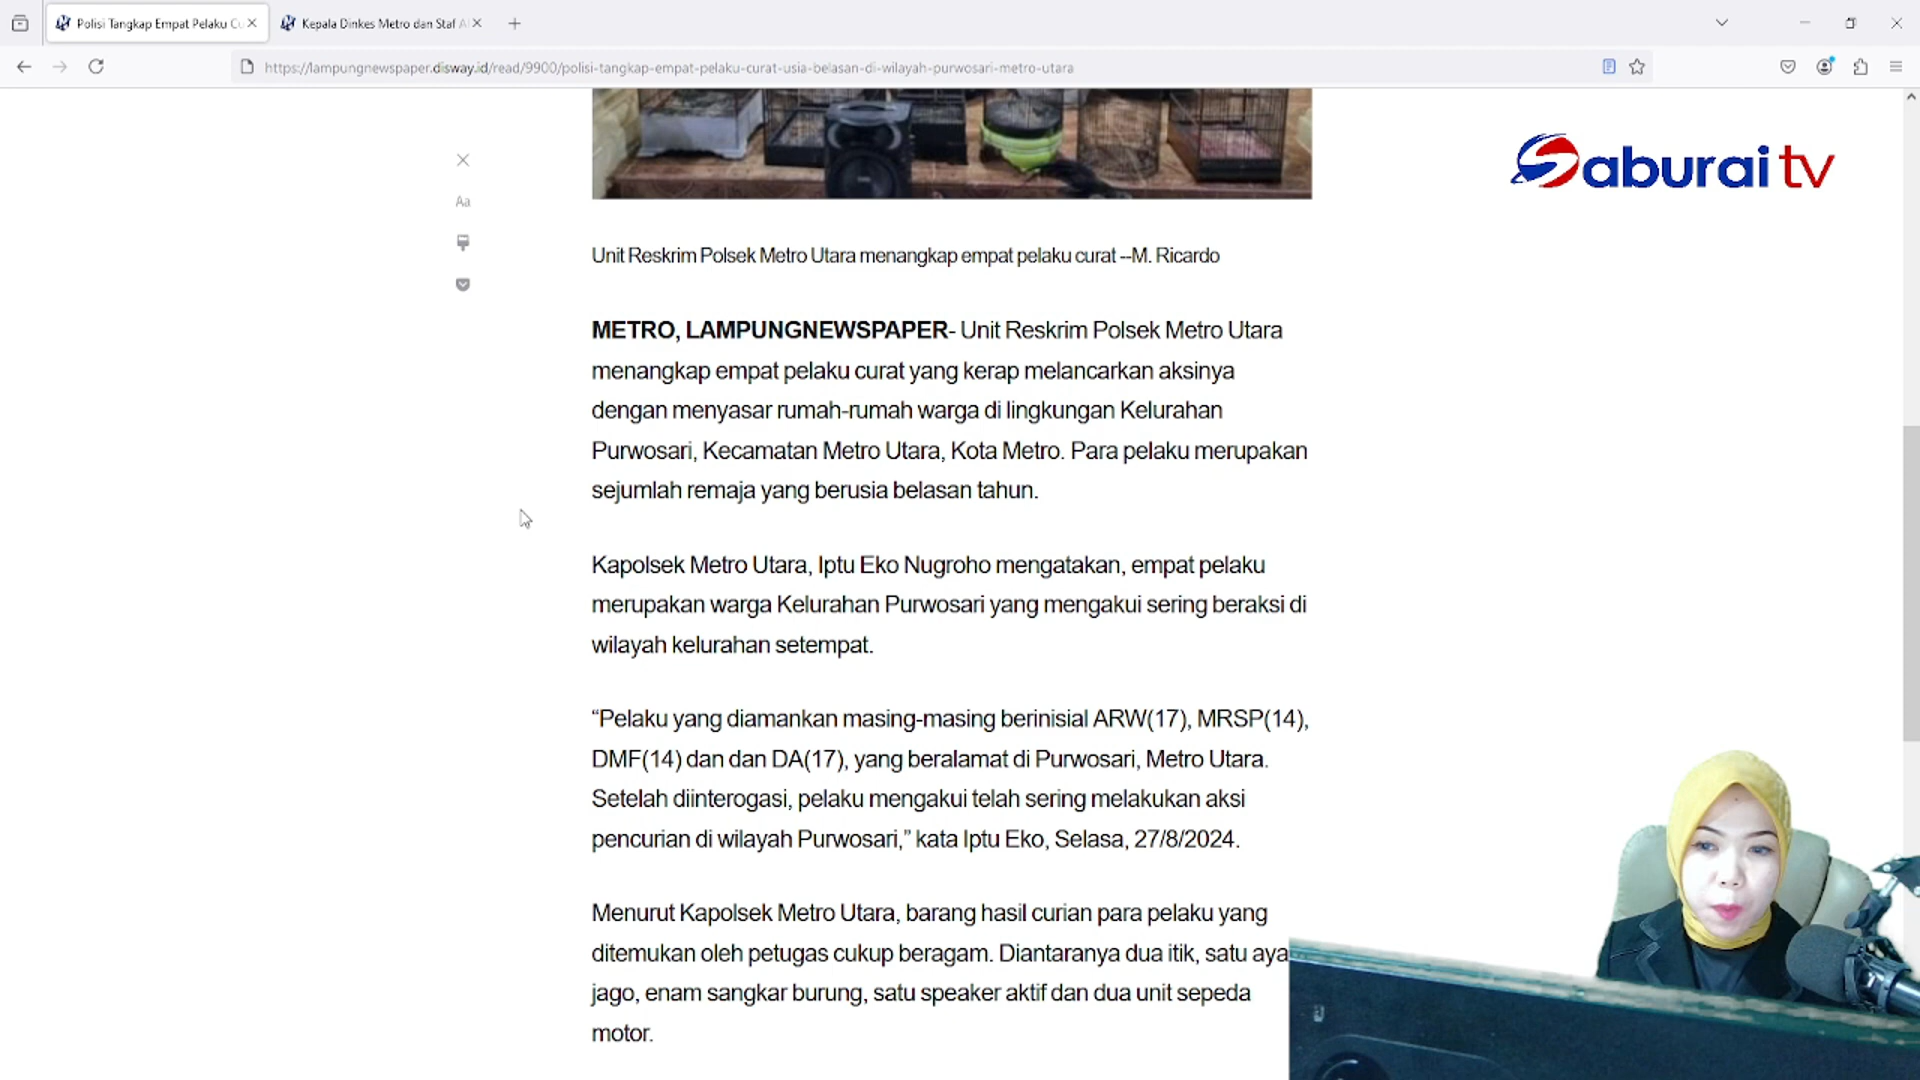 Polisi Tangkap Empat Pelaku Cu
Kepala Dinkes Metro dan Staf A
https://lampungnewspaper.disway.id/read/9900/polisi-tangkap-empat-pelaku-curat-usia-belasan-di-wilayah-purwosari-metro-utara
Saburai tv
Aa
Unit Reskrim Polsek Metro Utara menangkap empat pelaku curat --M. Ricardo
METRO, LAMPUNGNEWSPAPER- Unit Reskrim Polsek Metro Utara
menangkap empat pelaku curat yang kerap melancarkan aksinya
dengan menyasar rumah-rumah warga di lingkungan Kelurahan
Purwosari, Kecamatan Metro Utara, Kota Metro. Para pelaku merupakan
sejumlah remaja yang berusia belasan tahun.
Kapolsek Metro Utara, Iptu Eko Nugroho mengatakan, empat pelaku
merupakan warga Kelurahan Purwosari yang mengakui sering beraksi di
wilayah kelurahan setempat.
“Pelaku yang diamankan masing-masing berinisial ARW(17), MRSP(14),
DMF(14) dan dan DA(17), yang beralamat di Purwosari, Metro Utara.
Setelah diinterogasi, pelaku mengakui telah sering melakukan aksi
pencurian di wilayah Purwosari,” kata Iptu Eko, Selasa, 27/8/2024.
Menurut Kapolsek Metro Utara, barang hasil curian para pelaku yang
ditemukan oleh petugas cukup beragam. Diantaranya dua itik, satu aya
jago, enam sangkar burung, satu speaker aktif dan dua unit sepeda
motor.